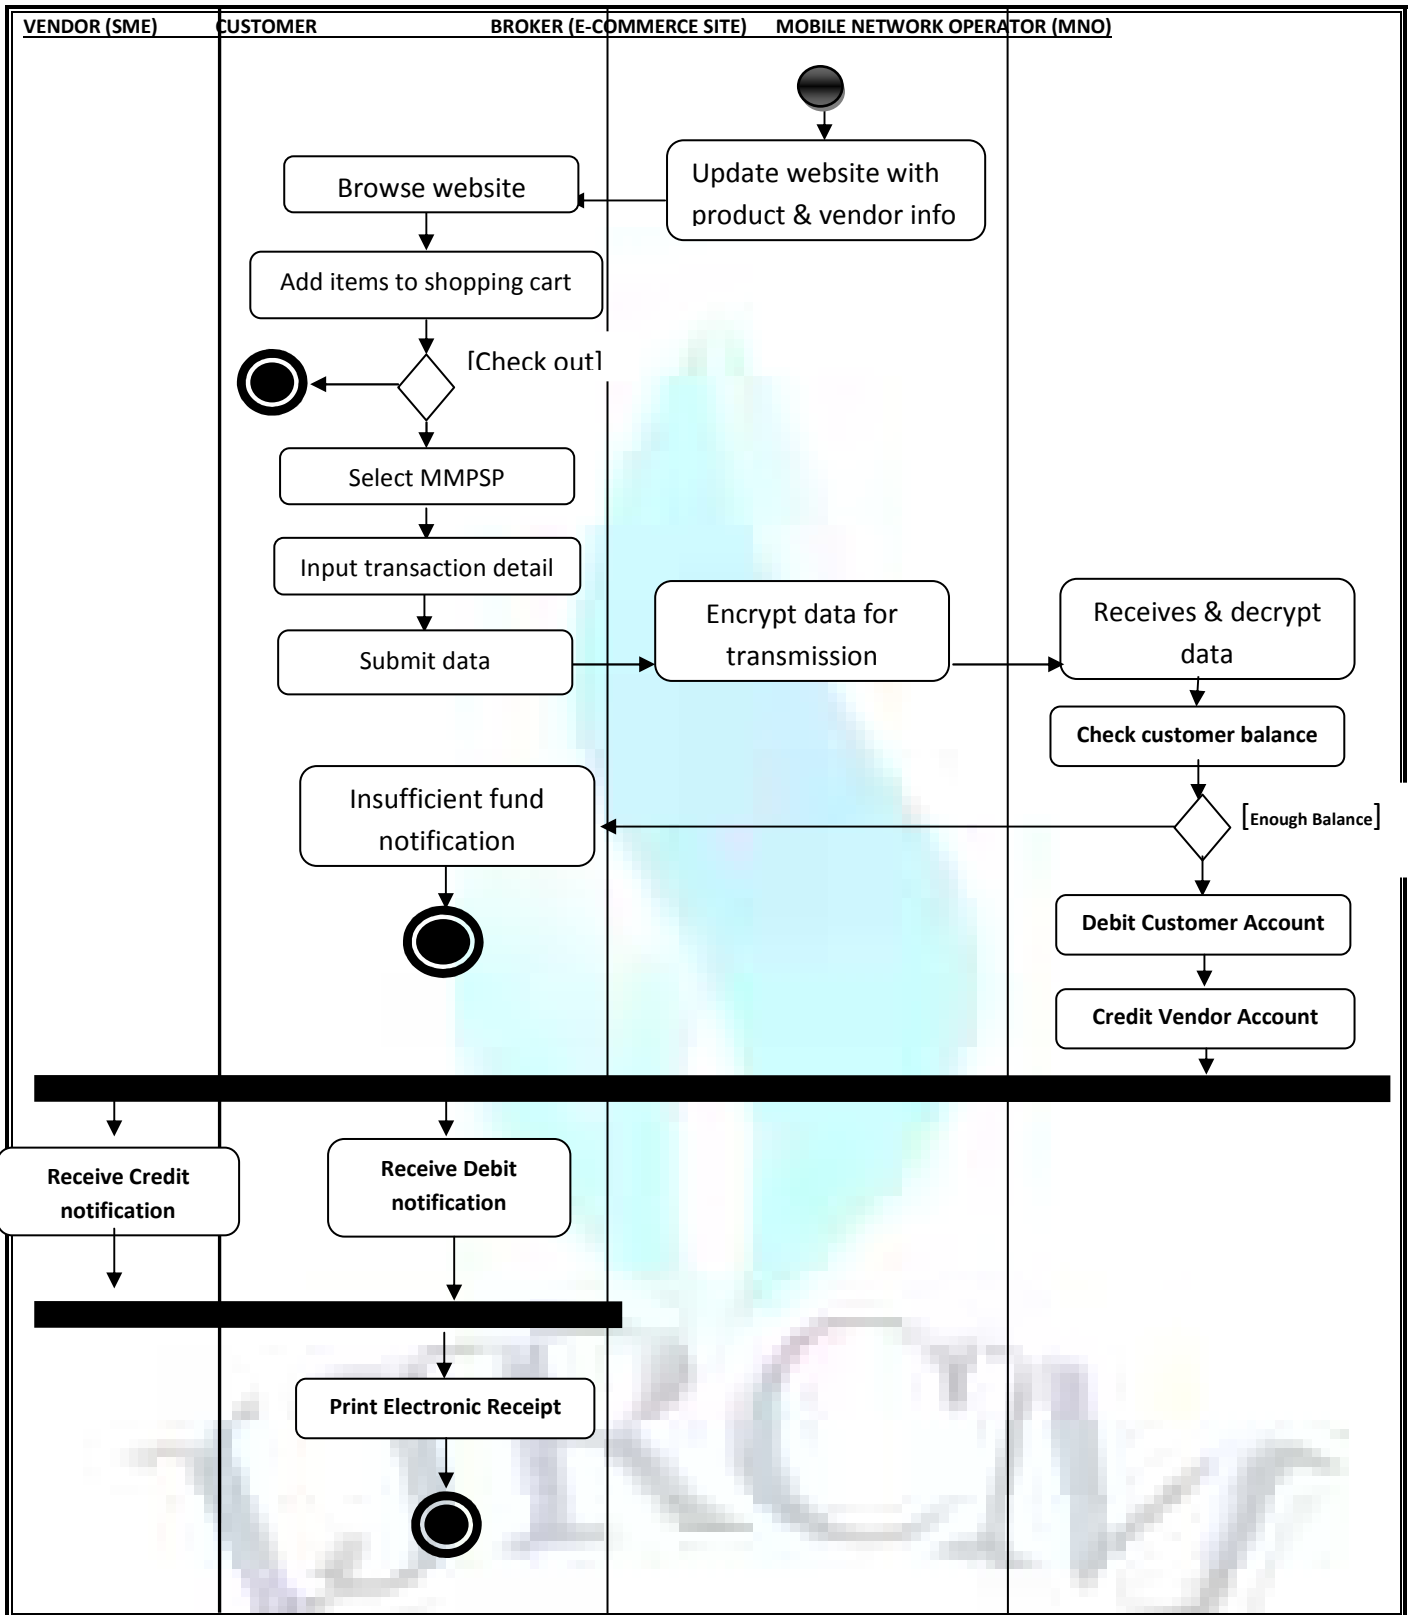 VENDOR (SME) CUSTOMER BROKER (E-COMMERCE SITE) MOBILE NETWORK OPERATOR (MNO)
Update website with
product & vendor info
Browse website
Add items to shopping cart
[Check out]
Select MMPSP
Input transaction detail
Submit data
Encrypt data for
transmission
Receives & decrypt
data
Check customer balance
[Enough Balance]
Insufficient fund
notification
Debit Customer Account
Credit Vendor Account
Receive Credit
notification
Receive Debit
notification
Print Electronic Receipt
IJRCM